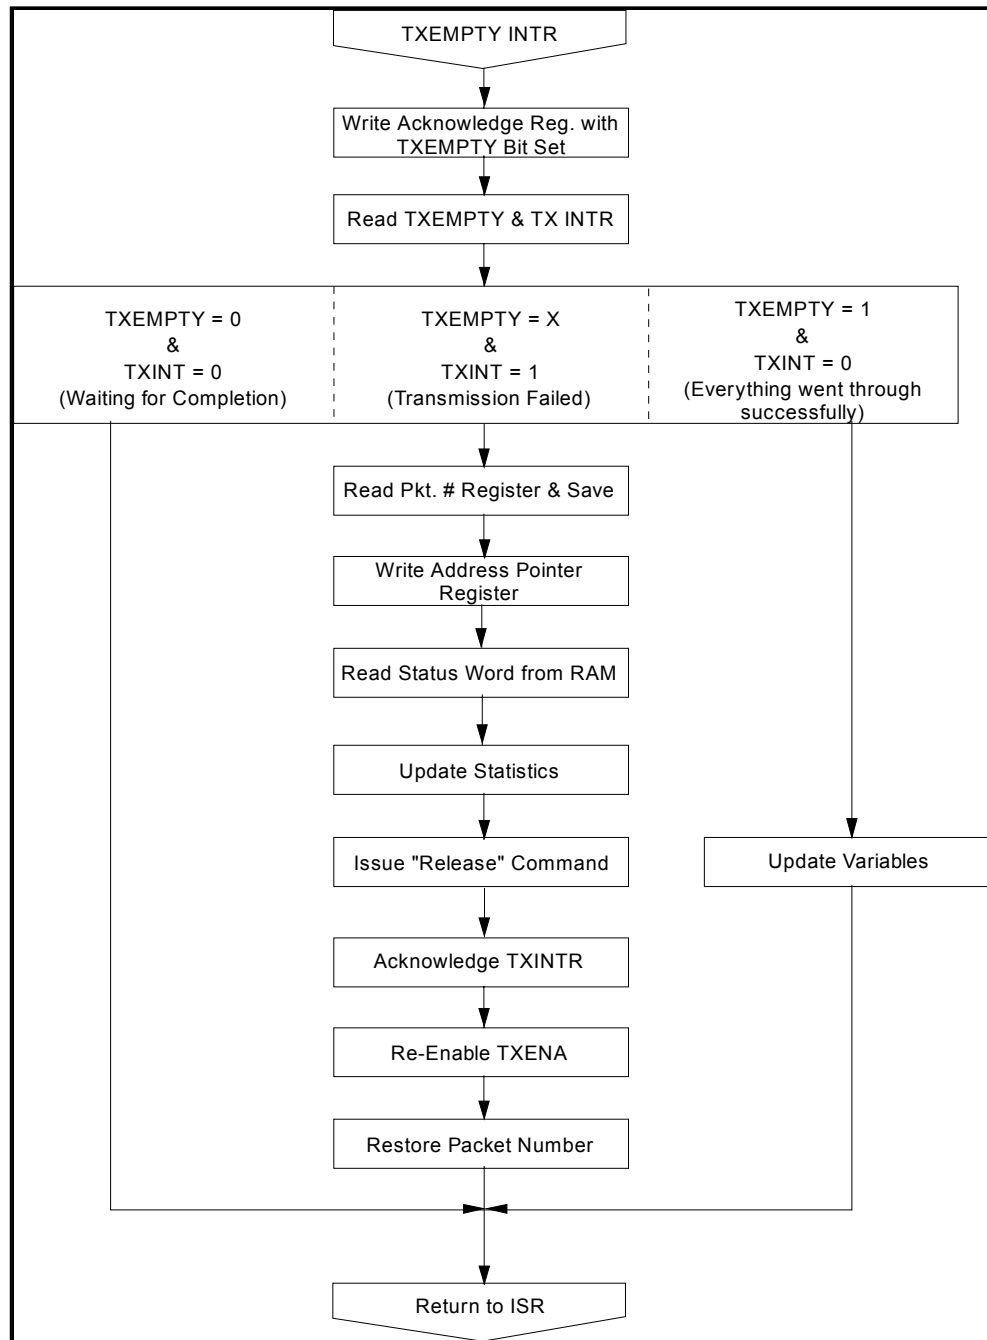 TXEMPTY INTR
Write Acknowledge Reg. with
TXEMPTY Bit Set
Read TXEMPTY & TX INTR
TXEMPTY = 0
&
TXINT = 0
(Waiting for Completion)
TXEMPTY = X
&
TXINT = 1
(Transmission Failed)
TXEMPTY = 1
&
TXINT = 0
(Everything went through
successfully)
Read Pkt. # Register & Save
Write Address Pointer
Register
Read Status Word from RAM
Update Statistics
Issue "Release" Command
Update Variables
Acknowledge TXINTR
Re-Enable TXENA
Restore Packet Number
Return to ISR